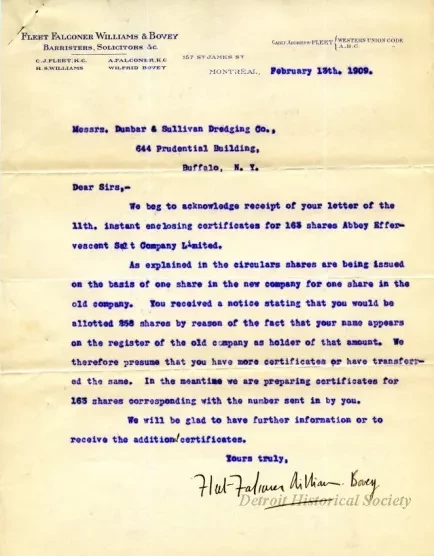 FLEET FALCONER WILLIAMS & BOVEY
BARRISTERS, SOLICITORS &C.
C.J. FLEET, K.C. A. FALCONER, K.C.
H.S. WILLIAMS WILFRID BOVEY
157 ST JAMES ST
MONTREAL,
CABLE ADDRESS-FLEET WESTERN UNION CODE
A.B.C.
February 13th, 1909.
Messrs. Dunbar & Sullivan Dredging Co.,
644 Prudential Building,
Buffalo, N. Y.
Dear Sirs,-
We beg to acknowledge receipt of your letter of the
11th, instant enclosing certificates for 163 shares Abbey Effer-
vescent Salt Company Limited.
As explained in the circulars shares are being issued
on the basis of one share in the new company for one share in the
old company. You received a notice stating that you would be
allotted 258 shares by reason of the fact that your name appears
on the register of the old company as holder of that amount. We
therefore presume that you have more certificates or have transferr-
ed the same. In the meantime we are preparing certificates for
163 shares corresponding with the number sent in by you.
We will be glad to have further information or to
receive the addition/certificates.
Yours truly,
Fleet Falconer William Bovey
Detroit Historical Society